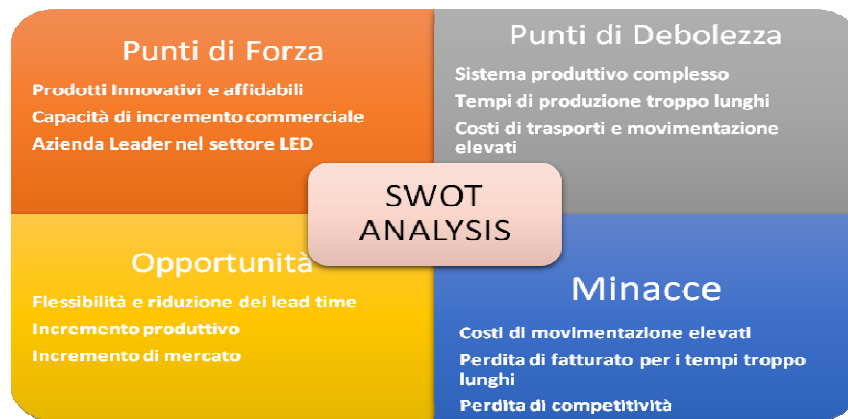 Punti di Forza
Prodotti Innovativi e affidabili
Capacità di incremento commerciale
Azienda Leader nel settore LED
Punti di Debolezza
Sistema produttivo complesso
Tempi di produzione troppo lunghi
Costi di trasporti e movimentazione
elevati
SWOT
ANALYSIS
Opportunità
Flessibilità e riduzione dei lead time
Incremento produttivo
Incremento di mercato
Minacce
Costi di movimentazione elevati
Perdita di fatturato per i tempi troppo
lunghi
Perdita di competitività